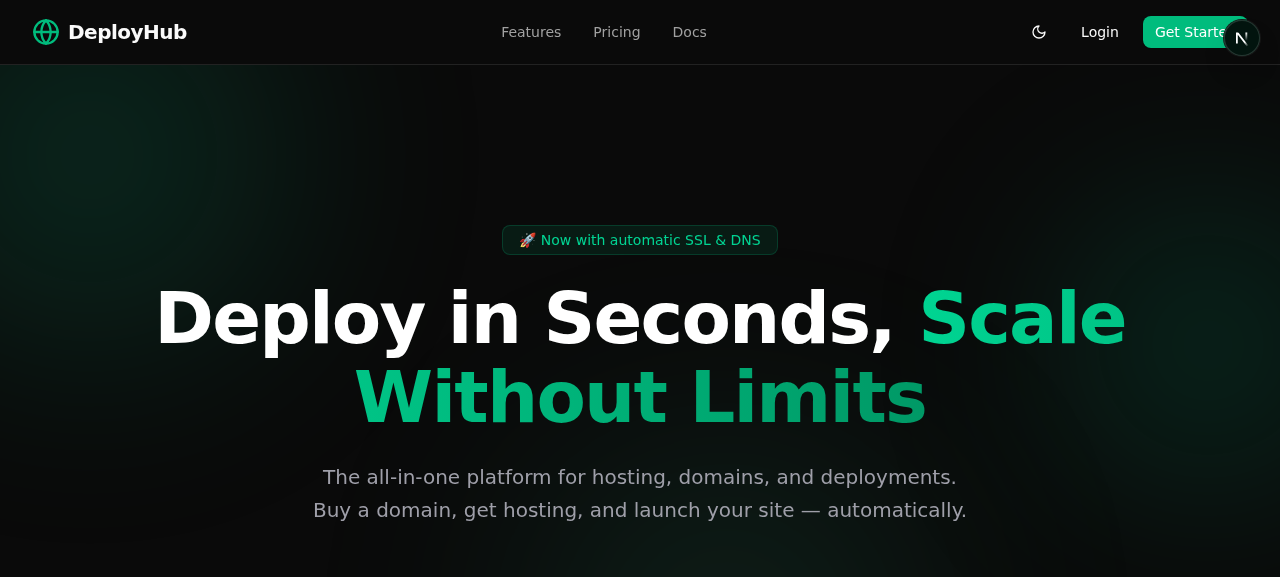 DeployHub
Features
Pricing
Docs
Login
Get Starte
N
🚀 Now with automatic SSL & DNS
Deploy in Seconds, Scale
Without Limits
The all-in-one platform for hosting, domains, and deployments.
Buy a domain, get hosting, and launch your site — automatically.